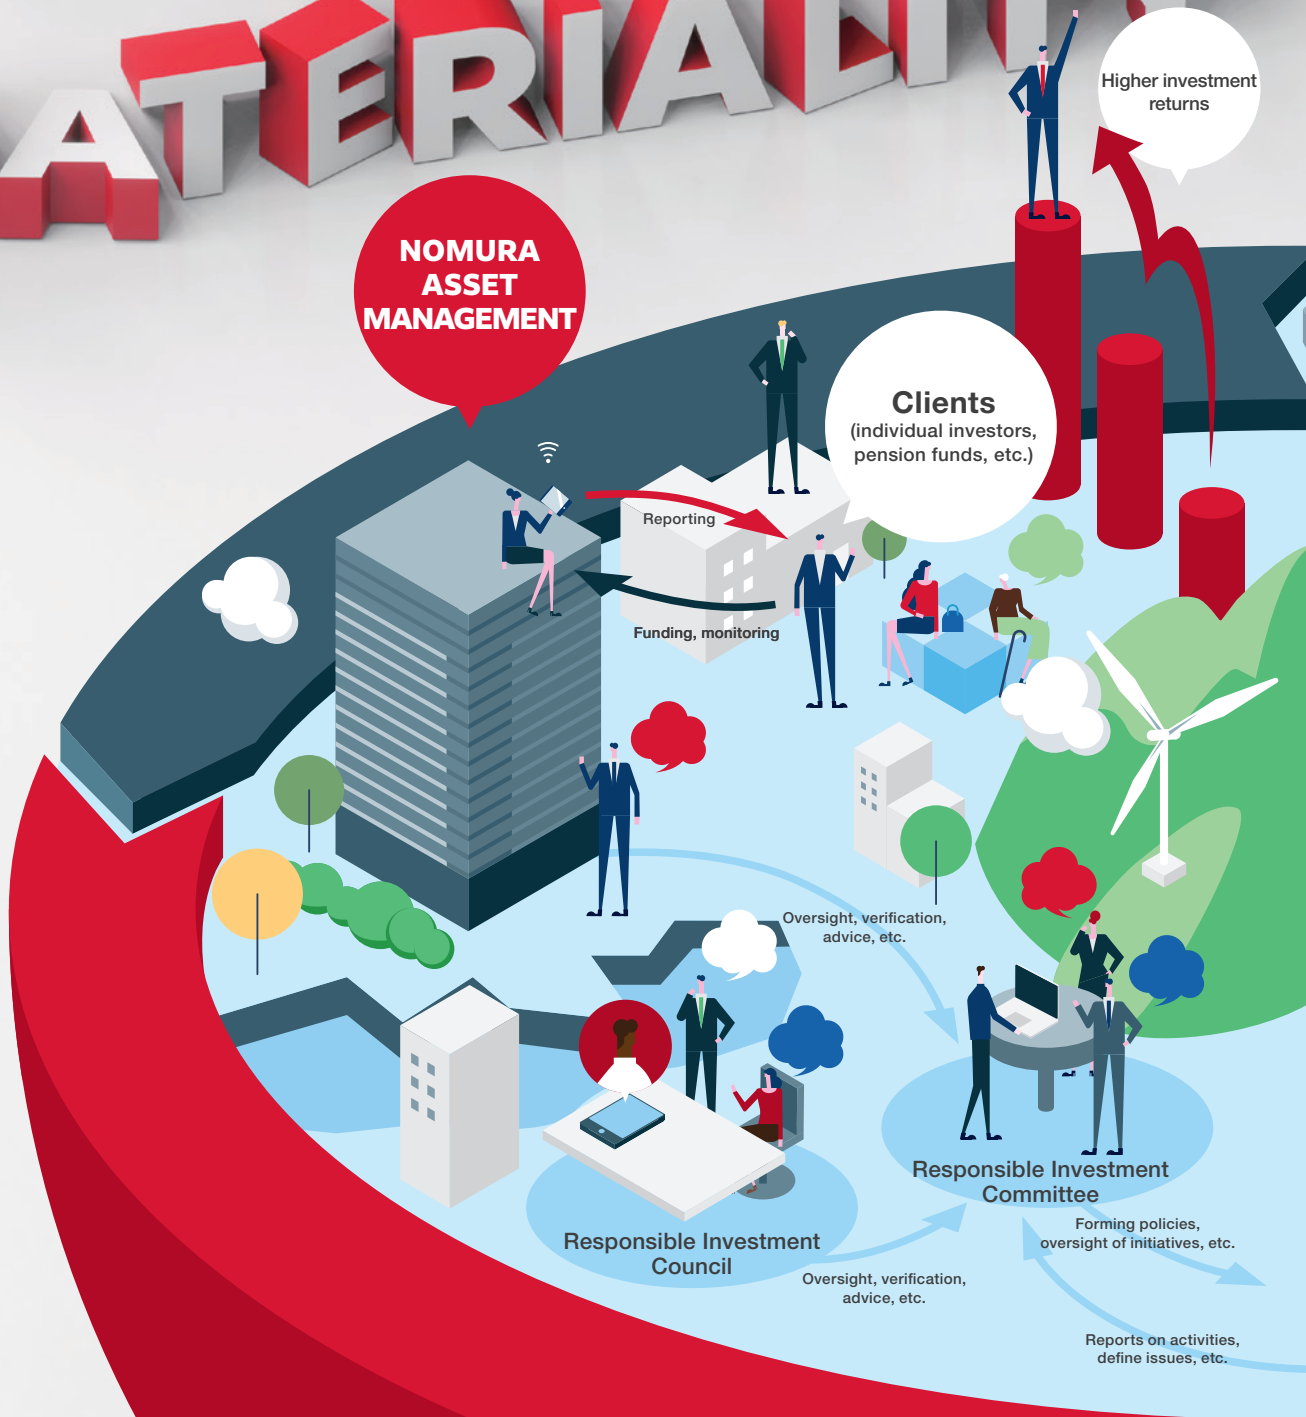 ATERIALIT
Higher investment
returns
NOMURA
ASSET
MANAGEMENT
Clients
(individual investors,
pension funds, etc.)
Reporting
Funding, monitoring
Oversight, verification,
advice, etc.
Responsible Investment
Committee
Forming policies,
oversight of initiatives, etc.
Responsible Investment
Council
Oversight, verification,
advice, etc.
Reports on activities,
define issues, etc.